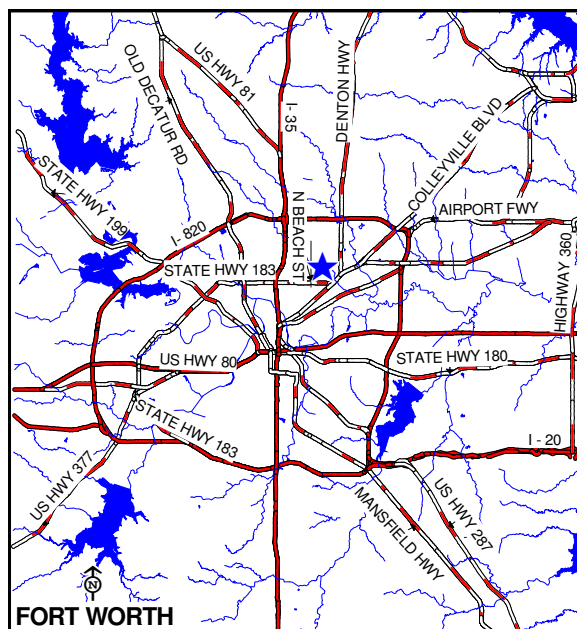 OLD DECATUR RD
US HWY 81
I - 35
DENTON HWY
COLLEYVILLE BLVD
STATE HWY 199
I - 820
N BEACH ST
AIRPORT FWY
STATE HWY 183
HIGHWAY 360
US HWY 80
STATE HWY 180
STATE HWY 183
I - 20
US HWY 377
MANSFIELD HWY
US HWY 287
N
FORT WORTH